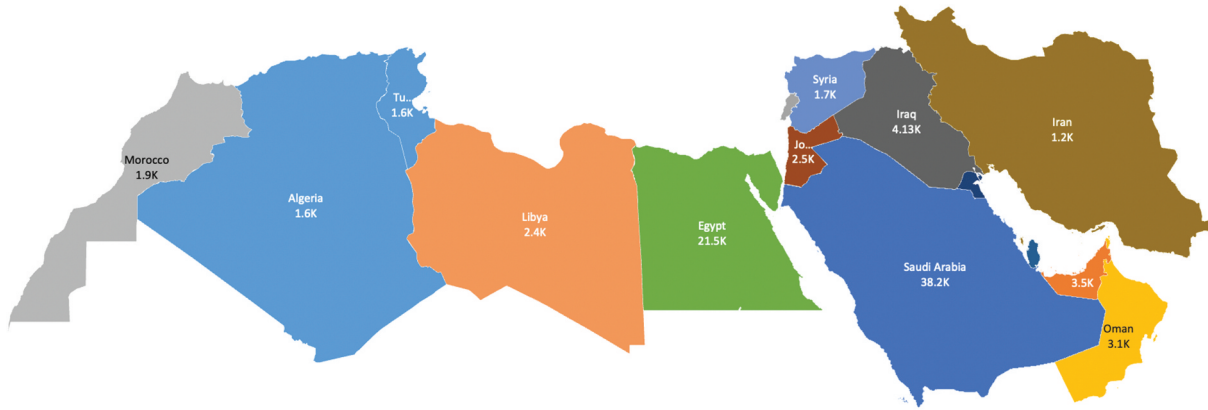 Morocco
1.9K
Algeria
1.6K
Tu...
1.6K
Libya
2.4K
Egypt
21.5K
Syria
1.7K
Jo...
2.5K
Iraq
4.13K
Iran
1.2K
Saudi Arabia
38.2K
3.5K
Oman
3.1K